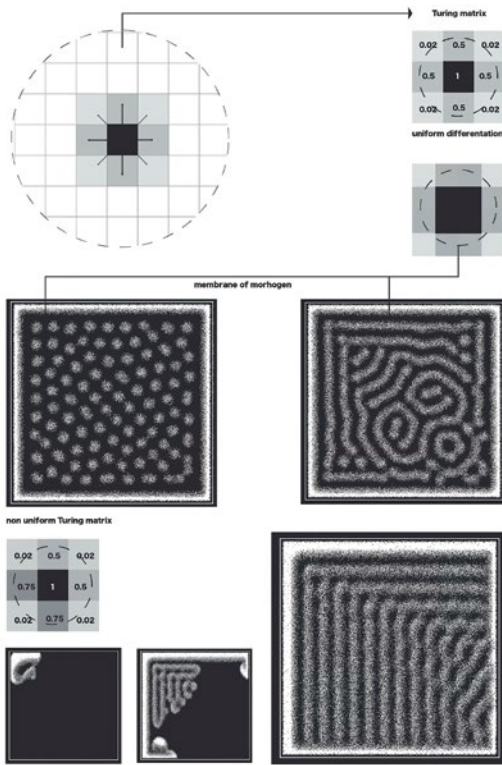 Turing matrix
0.02 0.5 0.02
0.5 1 0.5
0.02 0.5 0.02
uniform differentation
membrane of morhogen
non uniform Turing matrix
0.02 0.5 0.02
0.75 1 0.5
0.02 0.75 0.02